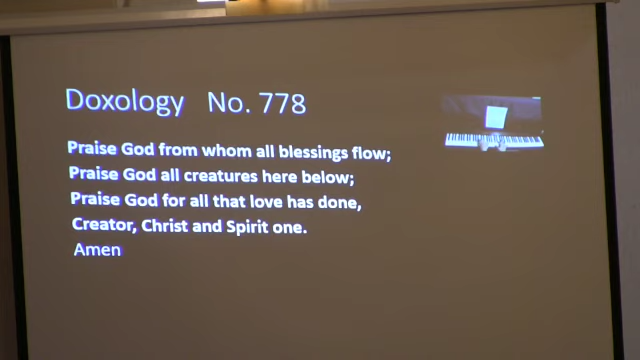 Doxology No. 778
Praise God from whom all blessings flow;
Praise God all creatures here below;
Praise God for all that love has done,
Creator, Christ and Spirit one.
Amen